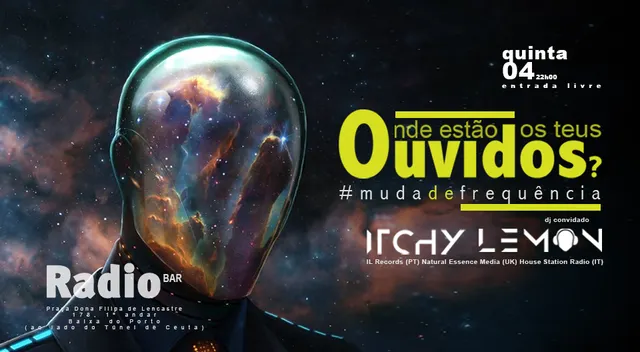 quinta
04 22h00
entrada livre
Onde estão os teus
Ouvidos?
#mudadefrequência
dj convidado
ITCHY LEMON
IL Records (PT) Natural Essence Media (UK) House Station Radio (IT)
Radio BAR
Praça Dona Filipa de Lencastre
178, 1º andar
Baixa do Porto
(ao lado do Túnel de Ceuta)